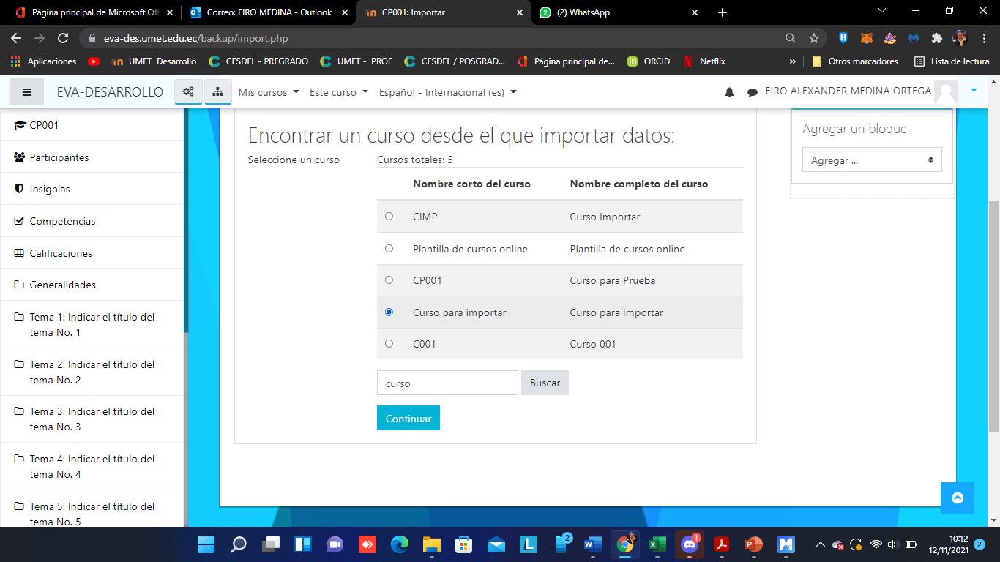 Página principal de Microsoft Off
Correo: EIRO MEDINA - Outlook
CP001: Importar
(2) WhatsApp
eva-des.umet.edu.ec/backup/import.php
Aplicaciones
UMET Desarrollo
CESDEL - PREGRADO
UMET - PROF
CESDEL / POSGRAD...
Página principal de...
ORCID
Netflix
»
Otros marcadores
Lista de lectura
EVA-DESARROLLO
Mis cursos
Este curso
Español - Internacional (es)
EIRO ALEXANDER MEDINA ORTEGA
CP001
Participantes
Insignias
Competencias
Calificaciones
Generalidades
Tema 1: Indicar el título del
tema No. 1
Tema 2: Indicar el título del
tema No. 2
Tema 3: Indicar el título del
tema No. 3
Tema 4: Indicar el título del
tema No. 4
Tema 5: Indicar el título del
tema No. 5
Encontrar un curso desde el que importar datos:
Seleccione un curso
Cursos totales: 5
Nombre corto del curso
Nombre completo del curso
CIMP
Curso Importar
Plantilla de cursos online
Plantilla de cursos online
CP001
Curso para Prueba
Curso para importar
Curso para importar
C001
Curso 001
curso
Buscar
Continuar
Agregar un bloque
Agregar ...
10:12
12/11/2021
2
2
1